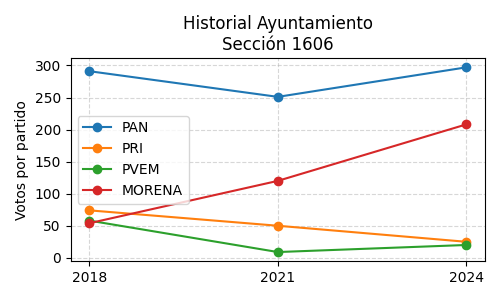 Historial Ayuntamiento
Sección 1606
Votos por partido
300
250
200
150
100
50
0
PAN
PRI
PVEM
MORENA
2018
2021
2024